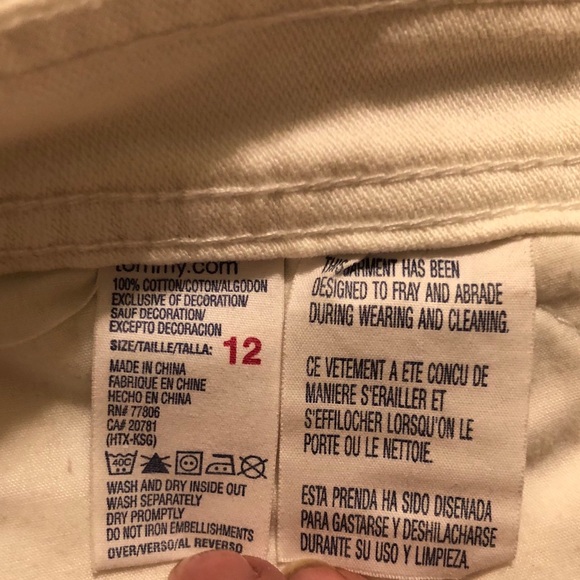 tommy.com
100% COTTON/COTON/ALGODON
EXCLUSIVE OF DECORATION/
SAUF DECORATION/
EXCEPTO DECORACION
SIZE/TAILLE/TALLA: 12
MADE IN CHINA
FABRIQUE EN CHINE
HECHO EN CHINA
RN# 77806
CA# 20781
(HTX-KSG)
40C
WASH AND DRY INSIDE OUT
WASH SEPARATELY
DRY PROMPTLY
DO NOT IRON EMBELLISHMENTS
OVER/VERSO/AL REVERSO
THIS GARMENT HAS BEEN
DESIGNED TO FRAY AND ABRADE
DURING WEARING AND CLEANING.
CE VETEMENT A ETE CONCU DE
MANIERE S'ERAILLER ET
S'EFFILOCHER LORSQU'ON LE
PORTE OU LE NETTOIE.
ESTA PRENDA HA SIDO DISENADA
PARA GASTARSE Y DESHILACHARSE
DURANTE SU USO Y LIMPIEZA.